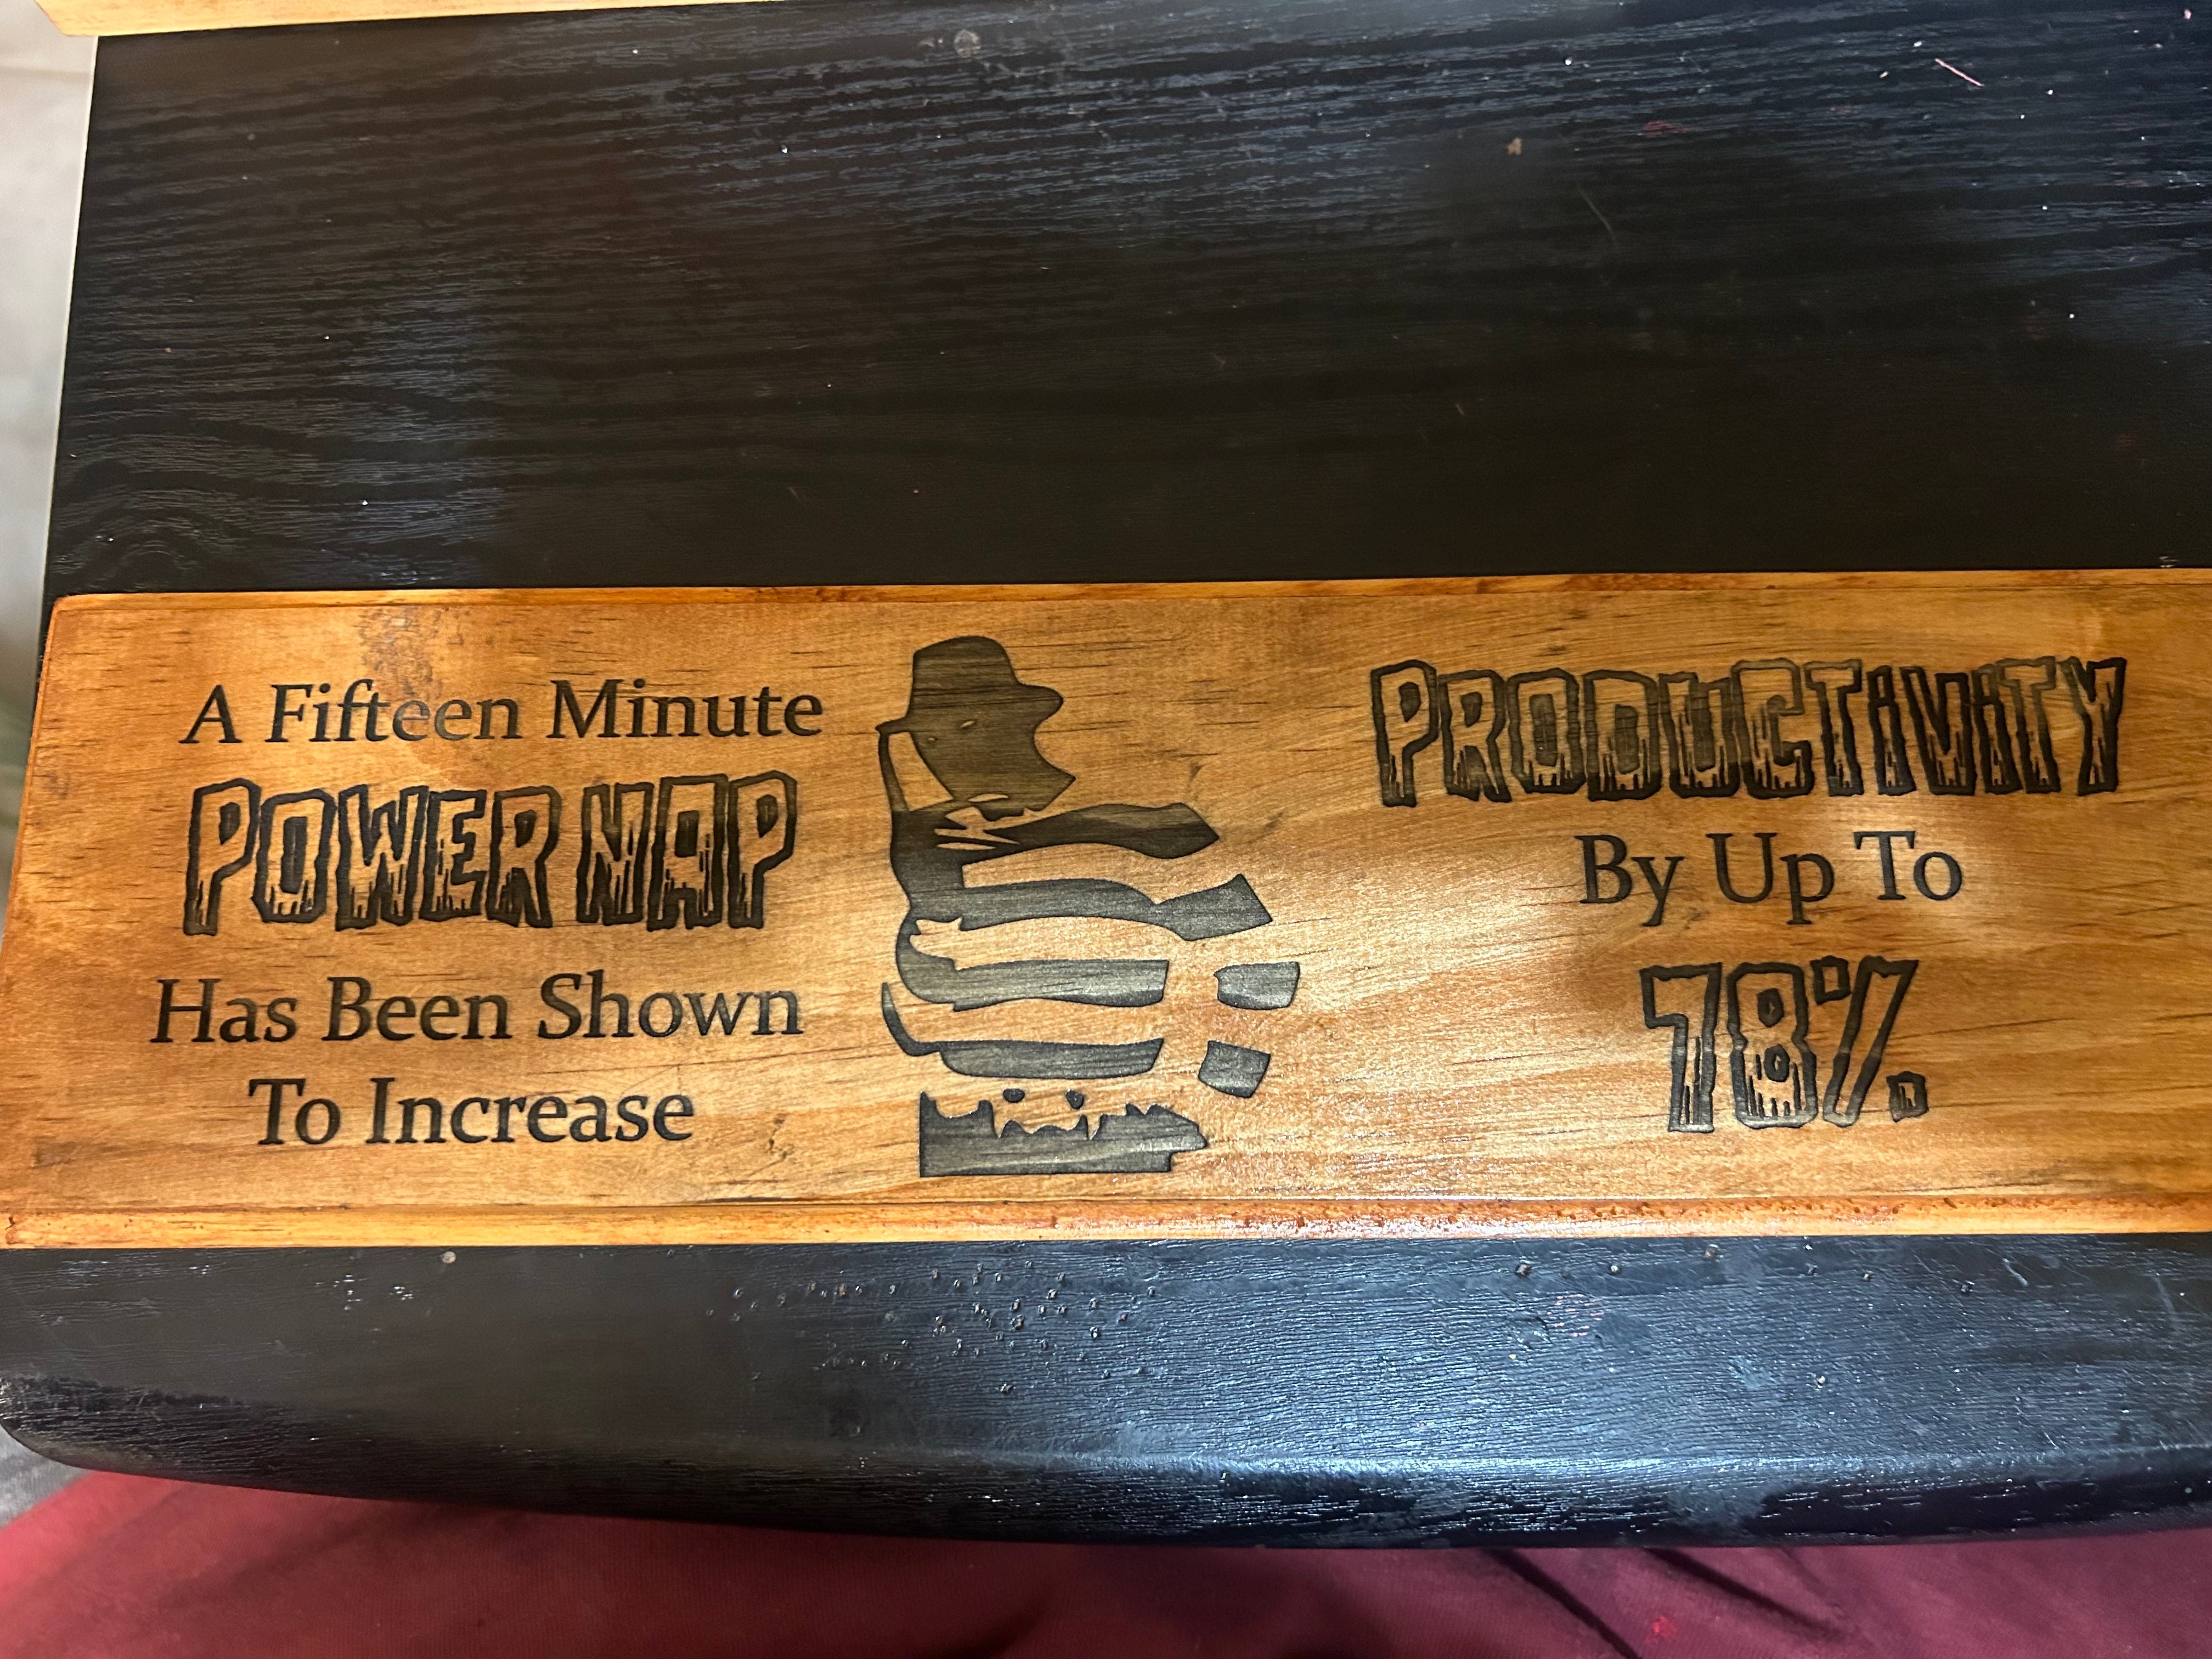 A Fifteen Minute
POWER NAP
Has Been Shown
To Increase
PRODUCTIVITY
By Up To
78%.